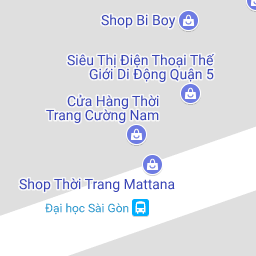 Shop Bi Boy
Siêu Thị Điện Thoại Thế
Giới Di Động Quận 5
Cửa Hàng Thời
Trang Cường Nam
Shop Thời Trang Mattana
Đại học Sài Gòn